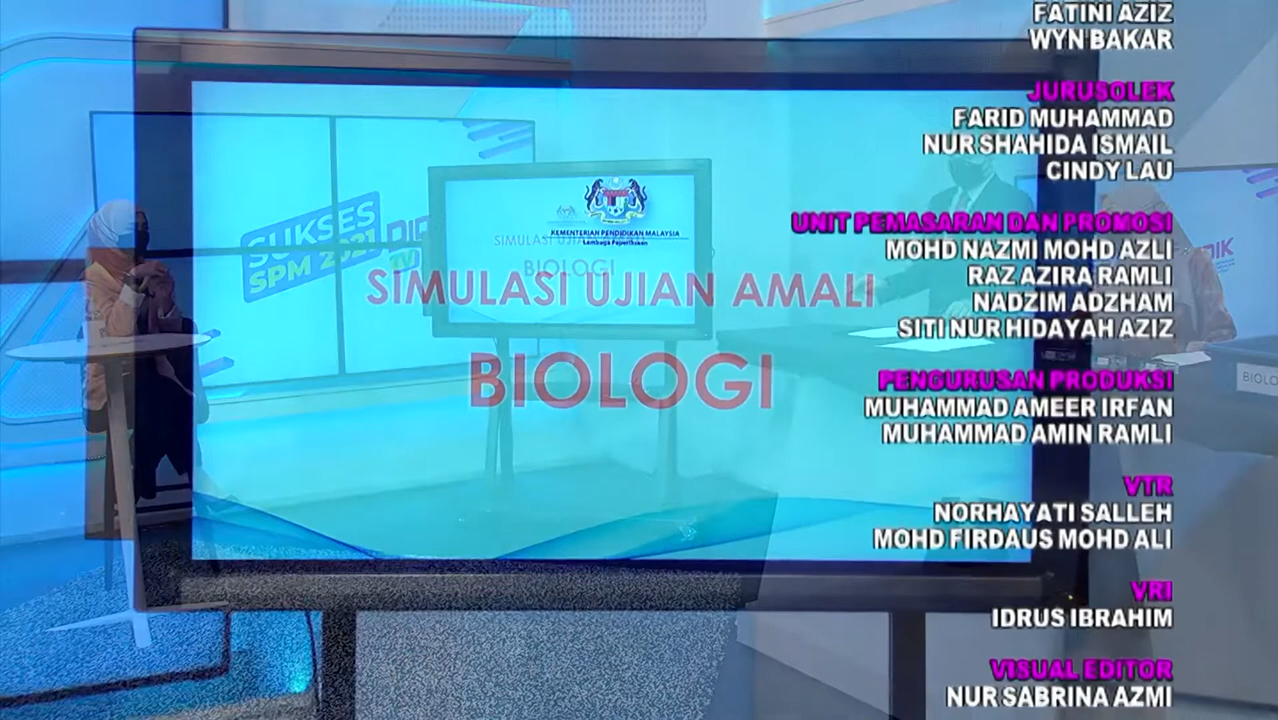 FATINI AZIZ
WYN BAKAR
JURUSOLEK
FARID MUHAMMAD
NUR SHAHIDA ISMAIL
CINDY LAU
UNIT PEMASARAN DAN PROMOSI
MOHD NAZMI MOHD AZLI
RAZ AZIRA RAMLI
NADZIM ADZHAM
SITI NUR HIDAYAH AZIZ
PENGURUSAN PRODUKSI
MUHAMMAD AMEER IRFAN
MUHAMMAD AMIN RAMLI
VTR
NORHAYATI SALLEH
MOHD FIRDAUS MOHD ALI
VRI
IDRUS IBRAHIM
VISUAL EDITOR
NUR SABRINA AZMI
SUKSES
SPM 2021
TV
KEMENTERIAN PENDIDIKAN MALAYSIA
Lembaga Peperiksaan
SIMULASI UJIAN
BIOLOGI
SIMULASI UJIAN AMALI
BIOLOGI